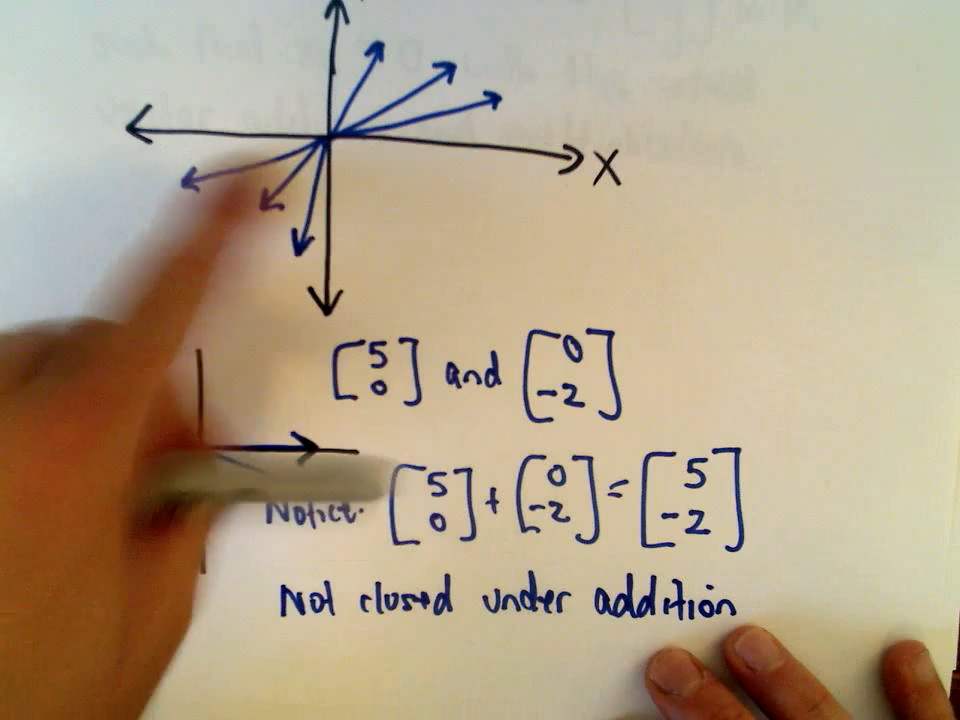 X
[5 0] and [0 -2]
Notice: [5 0] + [0 -2] = [5 -2]
Not closed under addition